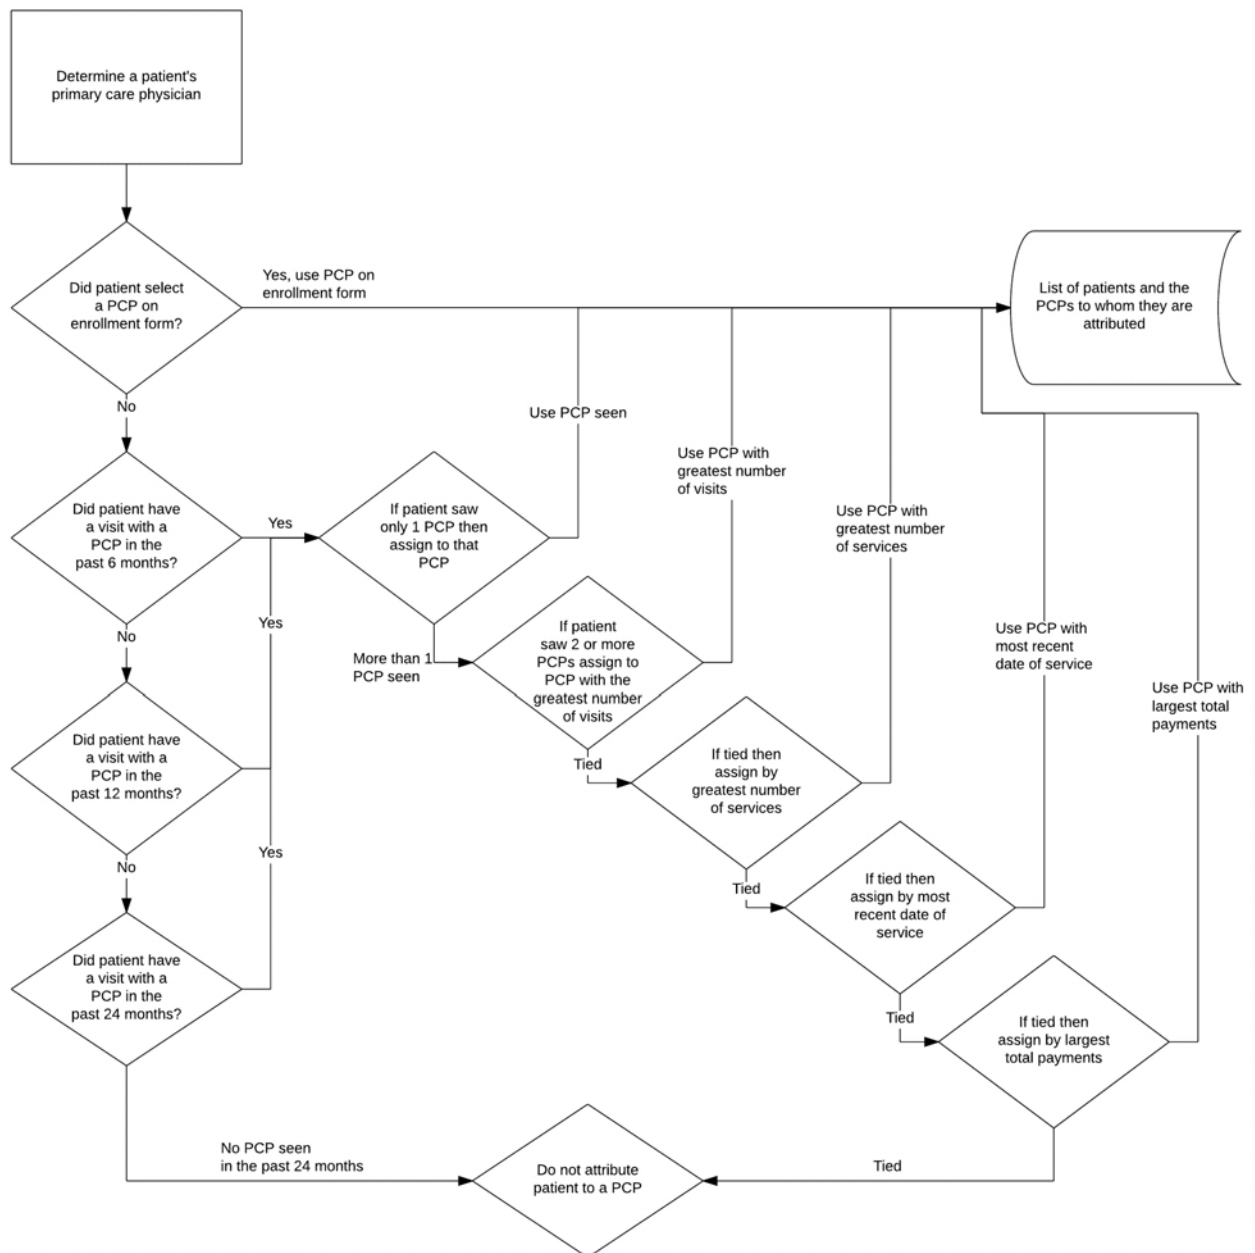 Determine a patient's
primary care physician
Did patient select
a PCP on
enrollment form?
Yes, use PCP on
enrollment form
List of patients and the
PCPs to whom they are
attributed
No
Use PCP seen
Use PCP with
greatest number
of visits
Did patient have
a visit with a
PCP in the
past 6 months?
Yes
If patient saw
only 1 PCP then
assign to that
PCP
Use PCP with
greatest number
of services
No
Yes
More than 1
PCP seen
If patient
saw 2 or more
PCPs assign to
PCP with the
greatest number
of visits
Use PCP with
most recent
date of service
Use PCP with
largest total
payments
Did patient have
a visit with a
PCP in the
past 12 months?
Tied
If tied then
assign by
greatest number
of services
No
Yes
Tied
If tied then
assign by most
recent date of
service
Did patient have
a visit with a
PCP in the
past 24 months?
Tied
If tied then
assign by largest
total payments
No PCP seen
in the past 24 months
Do not attribute
patient to a PCP
Tied